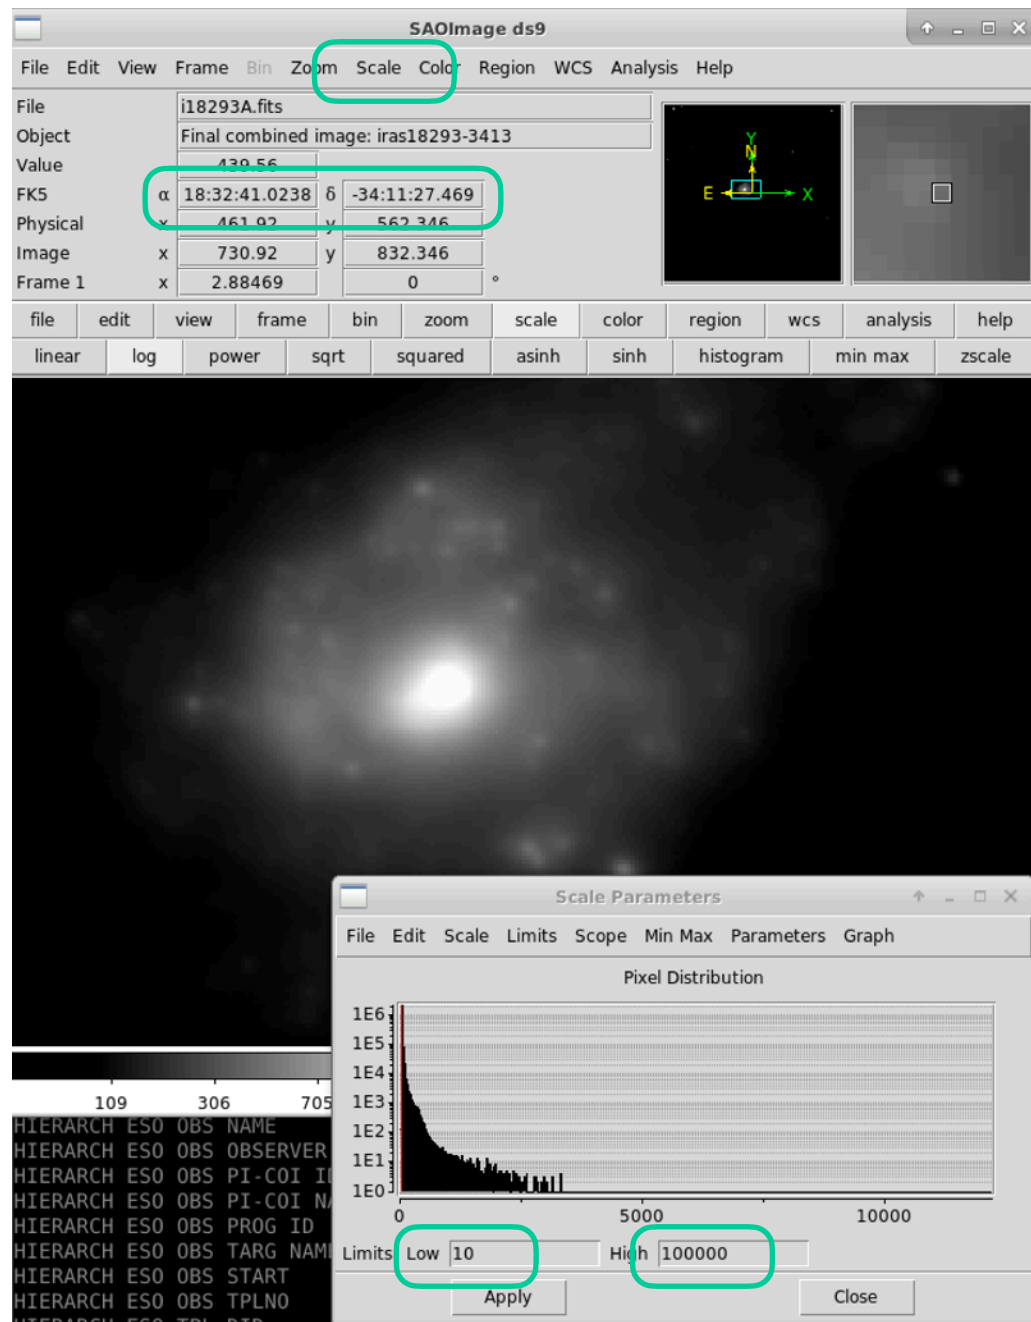 SAOImage ds9
File Edit View Frame Bin Zoom Scale Color Region WCS Analysis Help
File i18293A.fits
Object Final combined image: iras18293-3413
Value 439.56
FK5 α 18:32:41.0238 δ -34:11:27.469
Physical x 461.92 y 562.346
Image x 730.92 y 832.346
Frame 1 x 2.88469 0 °
Y
N
E X
file edit view frame bin zoom scale color region wcs analysis help
linear log power sqrt squared asinh sinh histogram min max zscale
Scale Parameters
File Edit Scale Limits Scope Min Max Parameters Graph
Pixel Distribution
1E6
1E5
1E4
1E3
1E2
1E1
1E0
0 5000 10000
Limits Low 10 High 100000
Apply Close
109 306 705
HIERARCH ESO OBS NAME
HIERARCH ESO OBS OBSERVER
HIERARCH ESO OBS PI-COI
HIERARCH ESO OBS PI-COI
HIERARCH ESO OBS PROG ID
HIERARCH ESO OBS TARG NAM
HIERARCH ESO OBS START
HIERARCH ESO OBS TPLNO